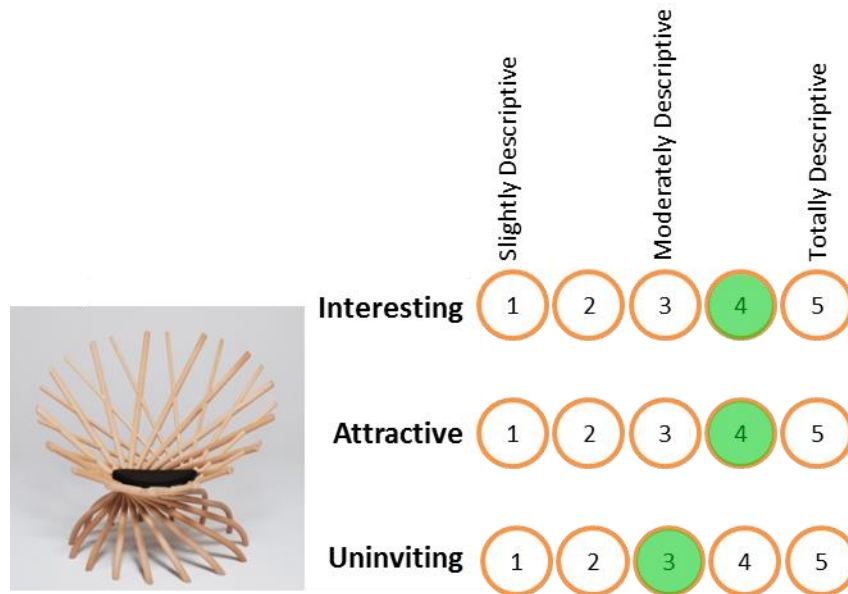 Slightly Descriptive
Moderately Descriptive
Totally Descriptive
Interesting 1 2 3 4 5
Attractive 1 2 3 4 5
Uninviting 1 2 3 4 5